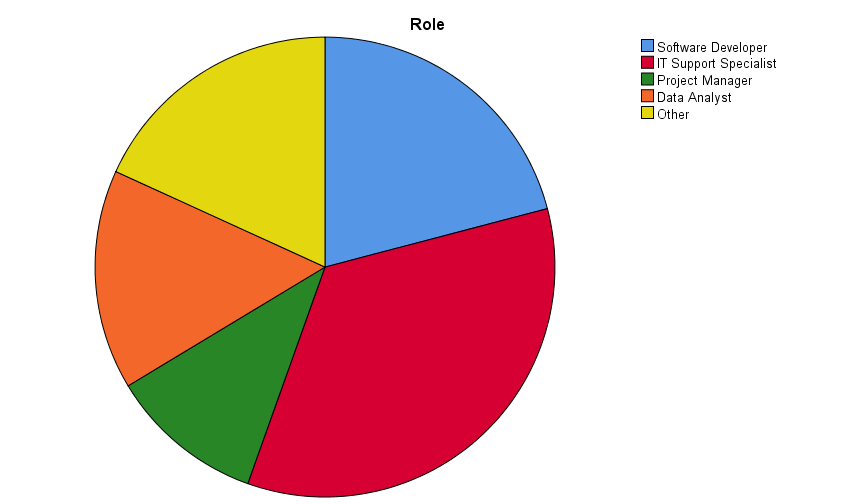 Role
Software Developer
IT Support Specialist
Project Manager
Data Analyst
Other